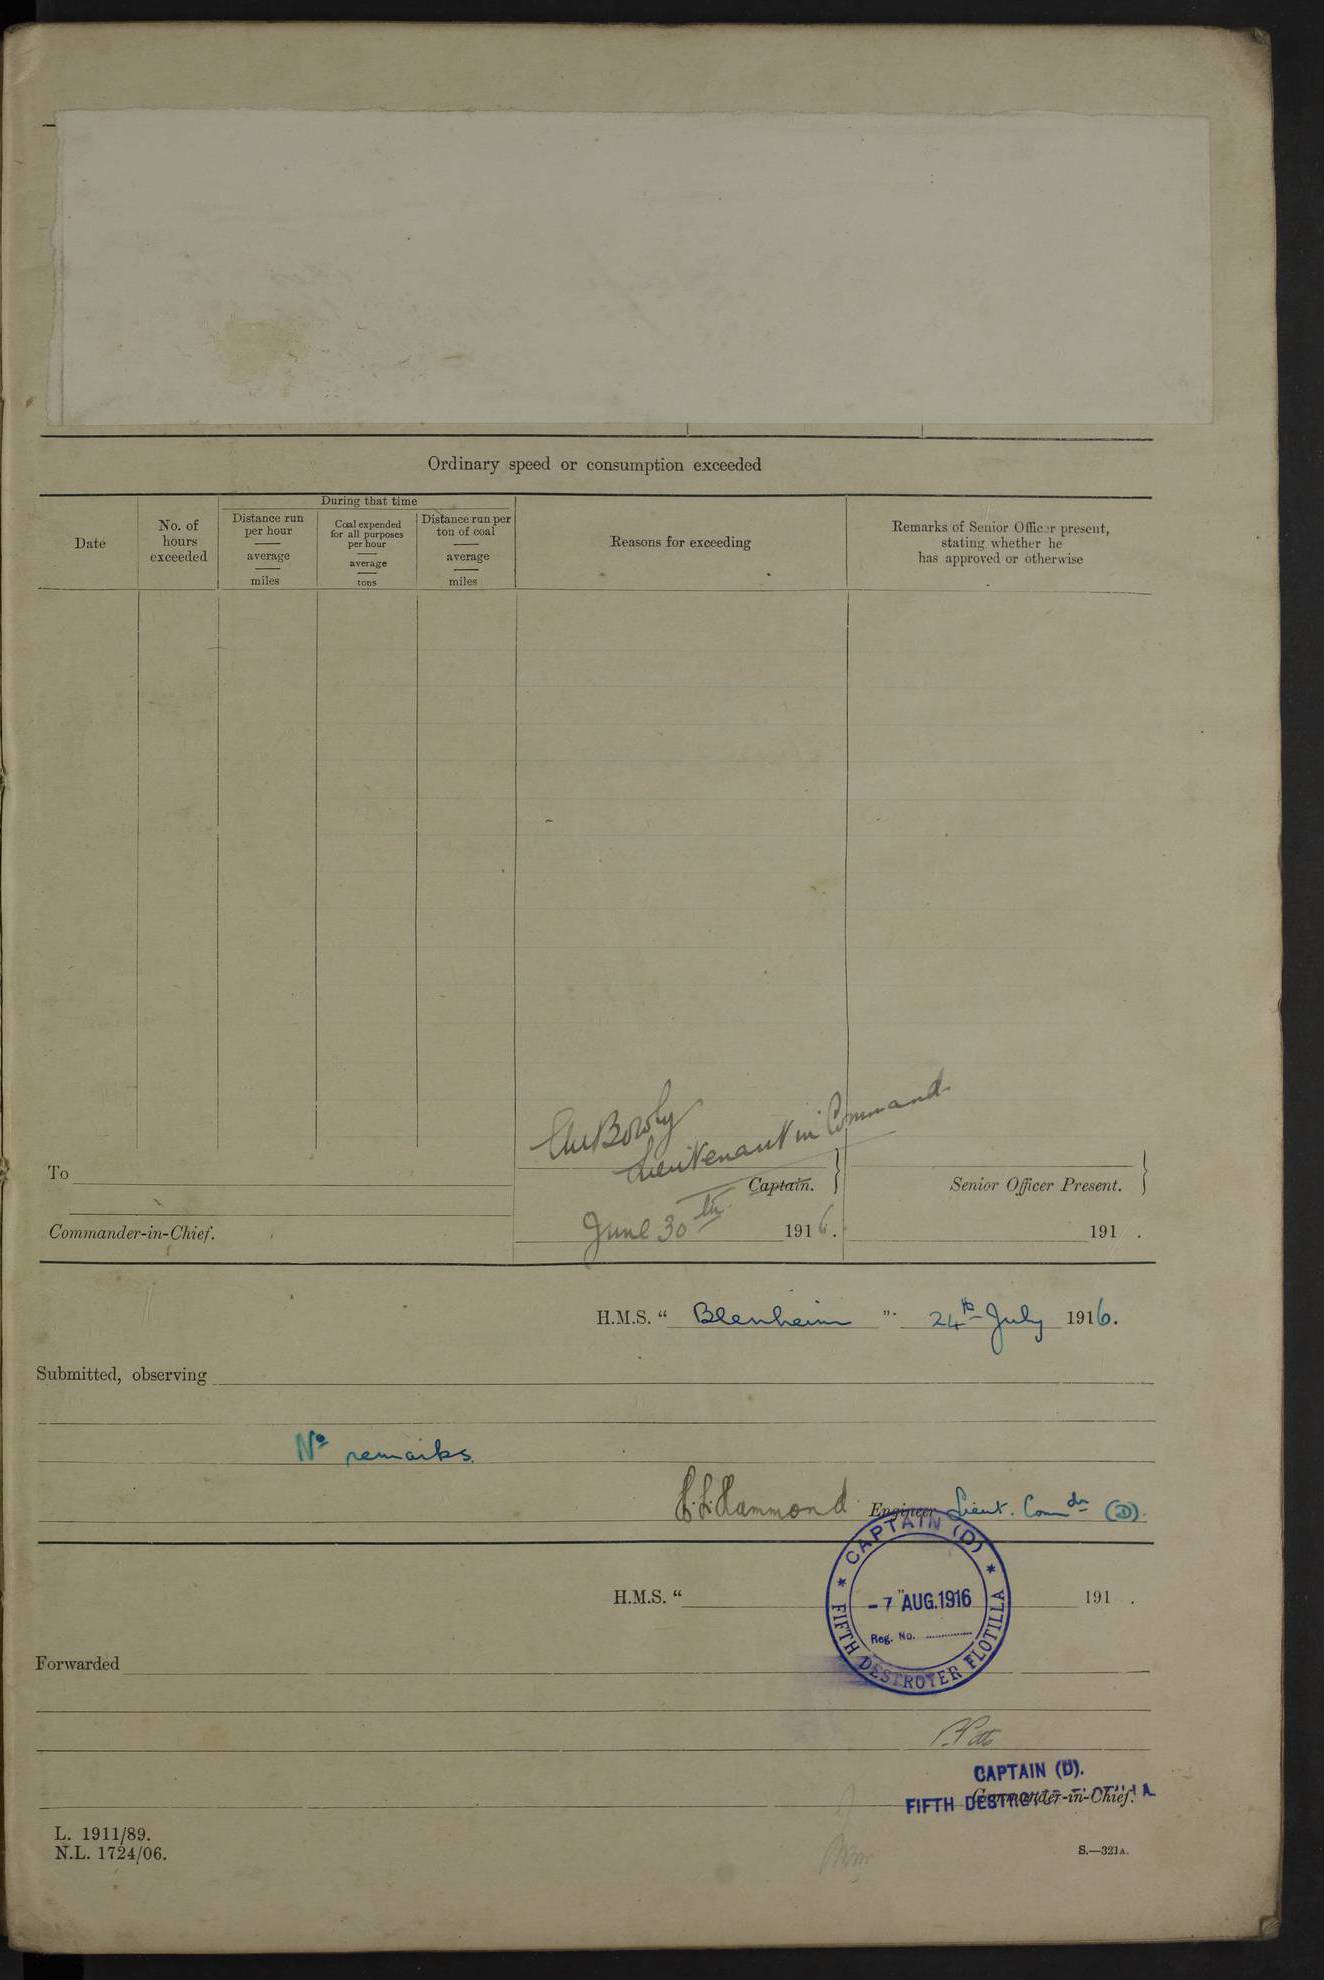 Ordinary speed or consumption exceeded
Date
No. of
hours
exceeded
During that time
Distance run
per hour
average
miles
Coal expended
for all purposes
per hour
average
tons
Distance run per
ton of coal
average
miles
Reasons for exceeding
Remarks of Senior Officer present,
stating whether he
has approved or otherwise
Lieutenant in Command
To
Captain.
Senior Officer Present.
Commander-in-Chief.
June 30th 1916.
191 .
H.M.S. “ Blenheim ”. 24th July 1916.
Submitted, observing
No remarks.
Hammond Engineer Lieut. Comdr (D).
CAPTAIN (D)
H.M.S. “ ” 191 .
- 7 AUG. 1916
Reg. No.
FIFTH DESTROYER FLOTILLA
Forwarded
CAPTAIN (D).
FIFTH DESTROYER FLOTILLA
Commander-in-Chief.
L. 1911/89.
N.L. 1724/06.
S.—321A.